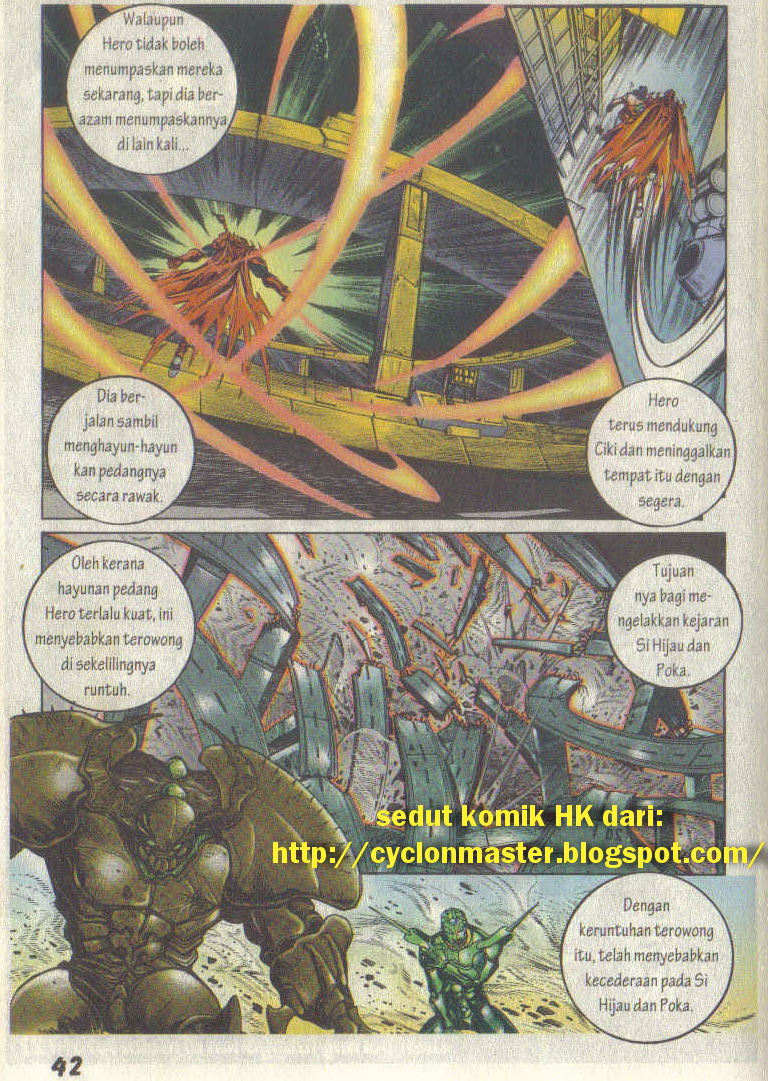 Walaupun
Hero tidak boleh
menumpaskan mereka
sekarang, tapi dia ber-
azam menumpaskannya
di lain kali...
Dia ber-
jalan sambil
menghayun-hayun
kan pedangnya
secara rawak.
Hero
terus mendukung
Ciki dan meninggalkan
tempat itu dengan
segera.
Oleh kerana
hayunan pedang
Hero terlalu kuat, ini
menyebabkan terowong
di sekelilingnya
runtuh.
Tujuan
nya bagi me-
ngelakkan kejaran
Si Hijau dan
Poka.
sedut komik HK dari:
http://cyclonmaster.blogspot.com/
Dengan
keruntuhan terowong
itu, telah menyebabkan
kecederaan pada Si
Hijau dan Poka.
42